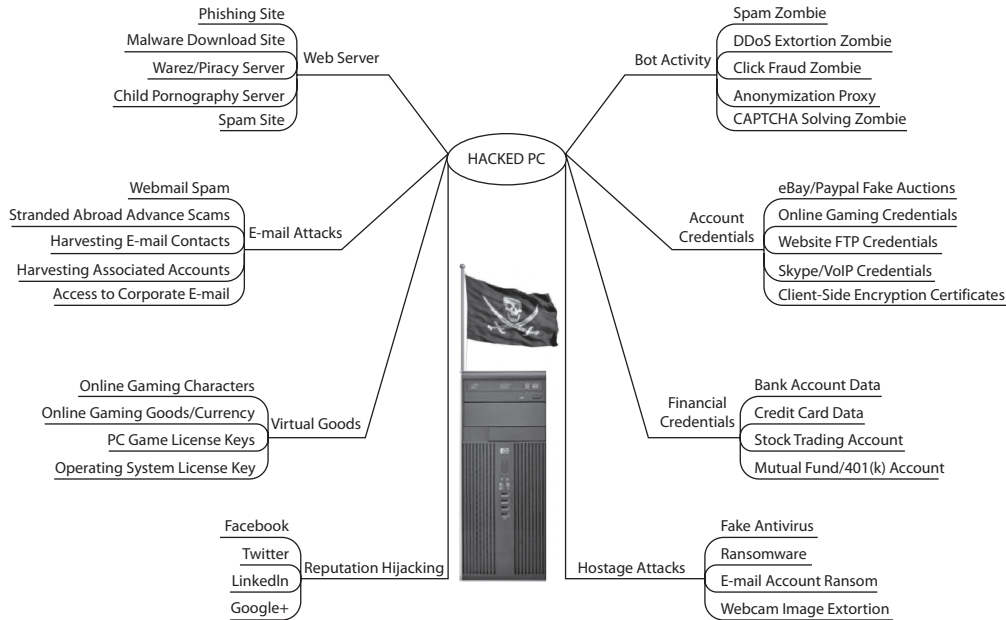 Phishing Site
Malware Download Site
Warez/Piracy Server
Child Pornography Server
Spam Site
Web Server
Webmail Spam
Stranded Abroad Advance Scams
Harvesting E-mail Contacts
Harvesting Associated Accounts
Access to Corporate E-mail
E-mail Attacks
Online Gaming Characters
Online Gaming Goods/Currency
PC Game License Keys
Operating System License Key
Virtual Goods
Facebook
Twitter
LinkedIn
Google+
Reputation Hijacking
HACKED PC
Bot Activity
Spam Zombie
DDoS Extortion Zombie
Click Fraud Zombie
Anonymization Proxy
CAPTCHA Solving Zombie
Account
Credentials
eBay/Paypal Fake Auctions
Online Gaming Credentials
Website FTP Credentials
Skype/VoIP Credentials
Client-Side Encryption Certificates
Financial
Credentials
Bank Account Data
Credit Card Data
Stock Trading Account
Mutual Fund/401(k) Account
Hostage Attacks
Fake Antivirus
Ransomware
E-mail Account Ransom
Webcam Image Extortion